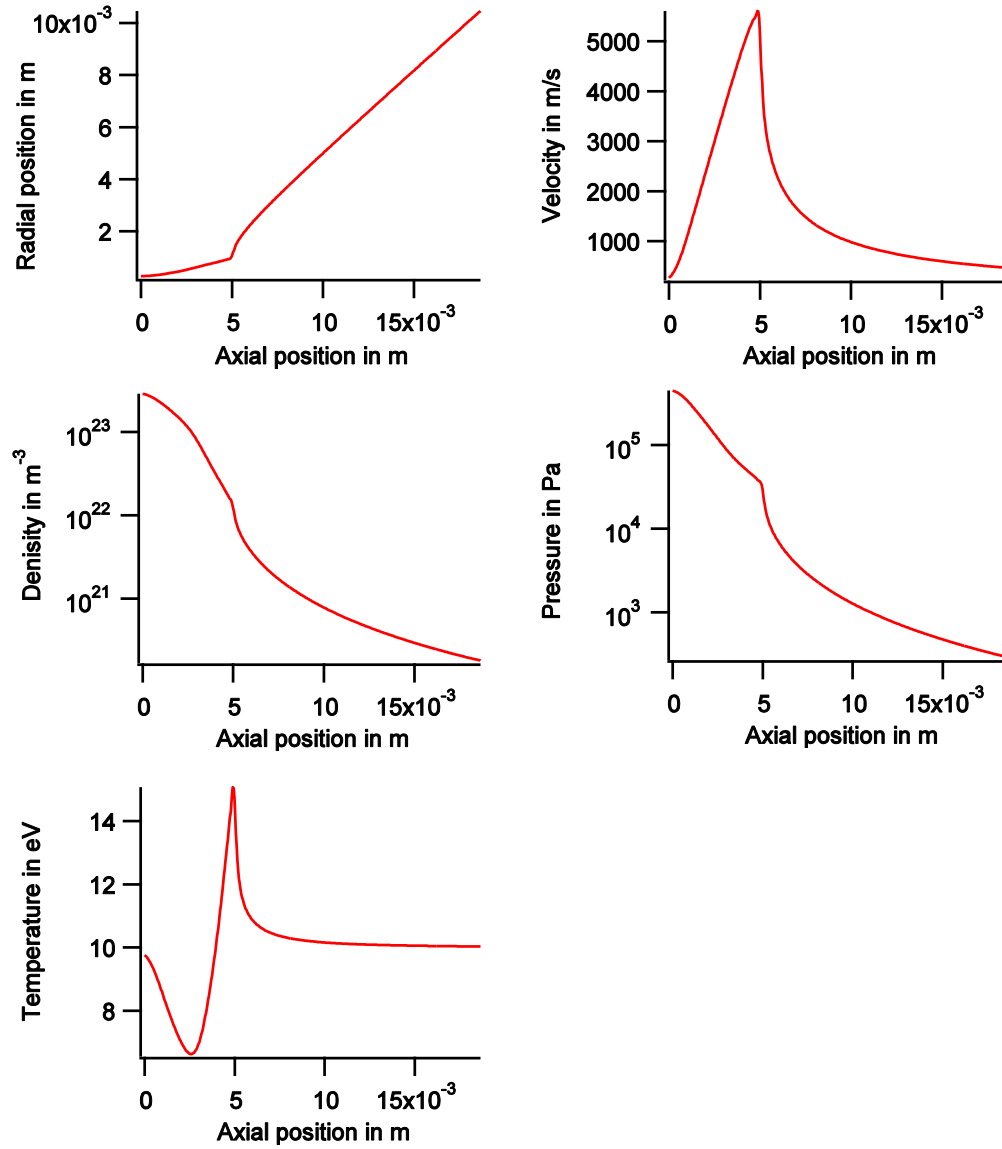 10x10-3
8
6
4
2
Radial position in m
0
5
10
15x10-3
Axial position in m
5000
4000
3000
2000
1000
Velocity in m/s
0
5
10
15x10-3
Axial position in m
1023
1022
1021
Denisity in m-3
0
5
10
15x10-3
Axial position in m
105
104
103
Pressure in Pa
0
5
10
15x10-3
Axial position in m
14
12
10
8
Temperature in eV
0
5
10
15x10-3
Axial position in m